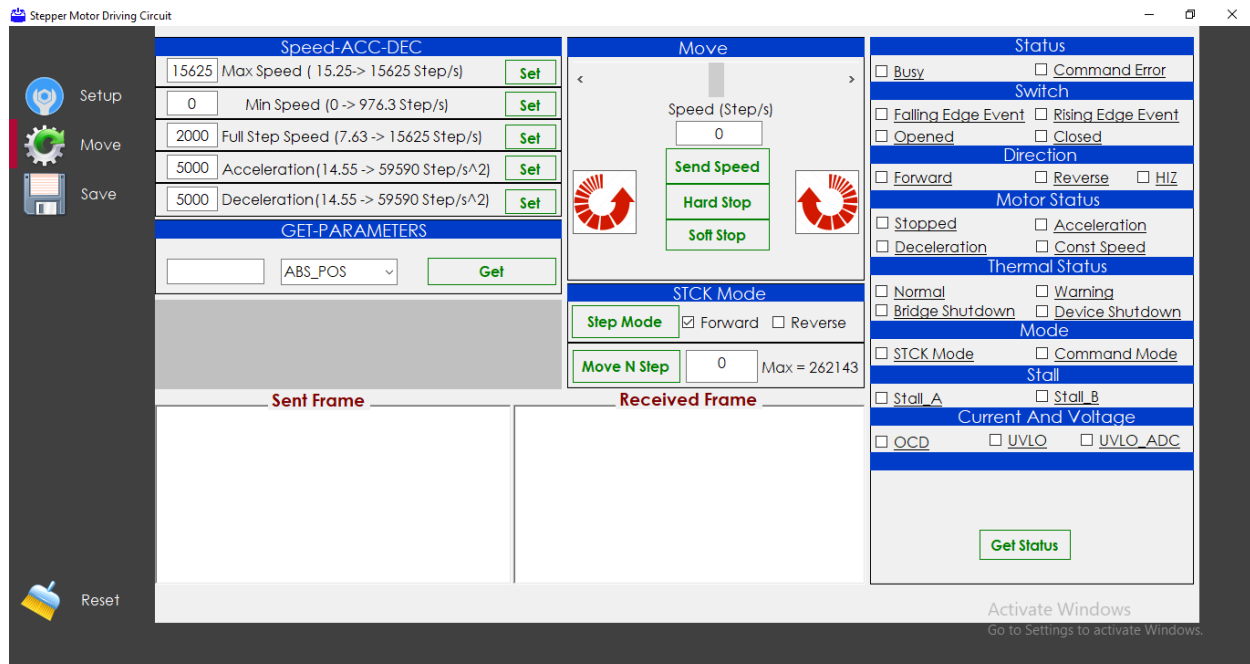 Stepper Motor Driving Circuit
Setup
Move
Save
Reset
Speed-ACC-DEC
15625 Max Speed ( 15.25-> 15625 Step/s) Set
0 Min Speed (0 -> 976.3 Step/s) Set
2000 Full Step Speed (7.63 -> 15625 Step/s) Set
5000 Acceleration(14.55 -> 59590 Step/s^2) Set
5000 Deceleration(14.55 -> 59590 Step/s^2) Set
GET-PARAMETERS
ABS_POS Get
Move
Speed (Step/s)
0
Send Speed
Hard Stop
Soft Stop
STCK Mode
Step Mode Forward Reverse
Move N Step 0 Max = 262143
Sent Frame
Received Frame
Status
Busy Command Error
Switch
Falling Edge Event Rising Edge Event
Opened Closed
Direction
Forward Reverse HIZ
Motor Status
Stopped Acceleration
Deceleration Const Speed
Thermal Status
Normal Warning
Bridge Shutdown Device Shutdown
Mode
STCK Mode Command Mode
Stall
Stall_A Stall_B
Current And Voltage
OCD UVLO UVLO_ADC
Get Status
Activate Windows
Go to Settings to activate Windows.